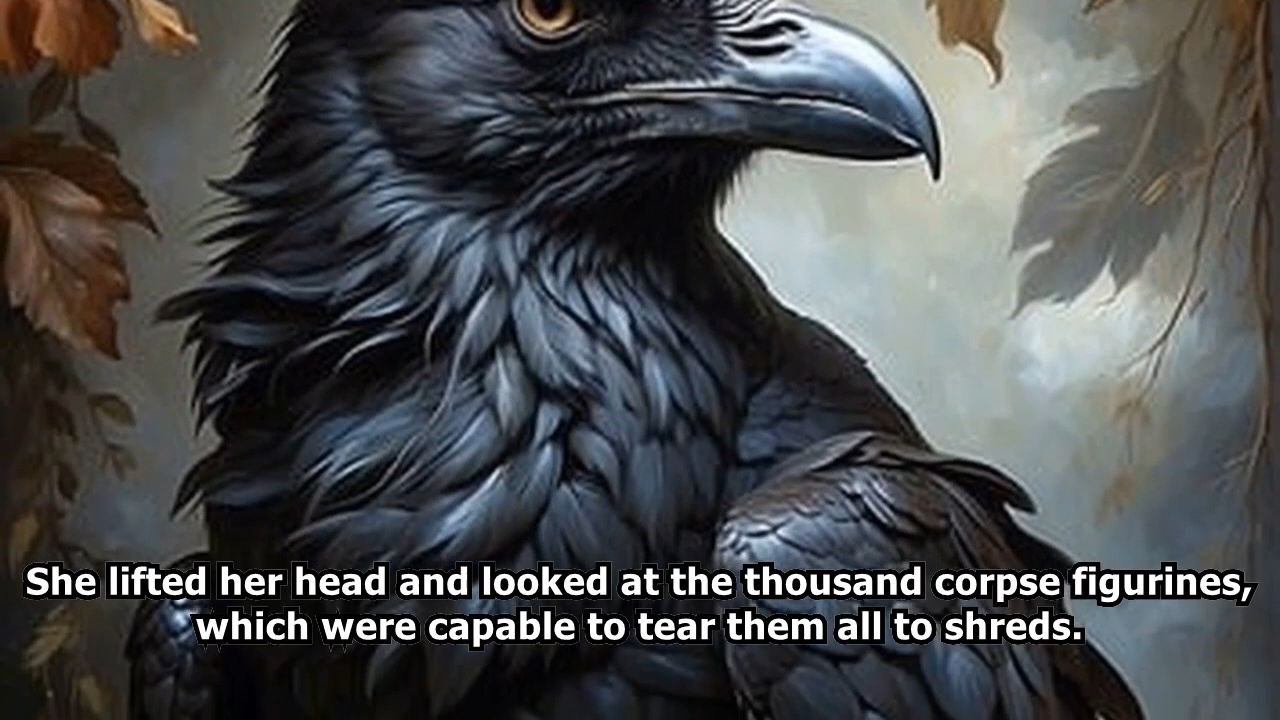 She lifted her head and looked at the thousand corpse figurines,
which were capable to tear them all to shreds.